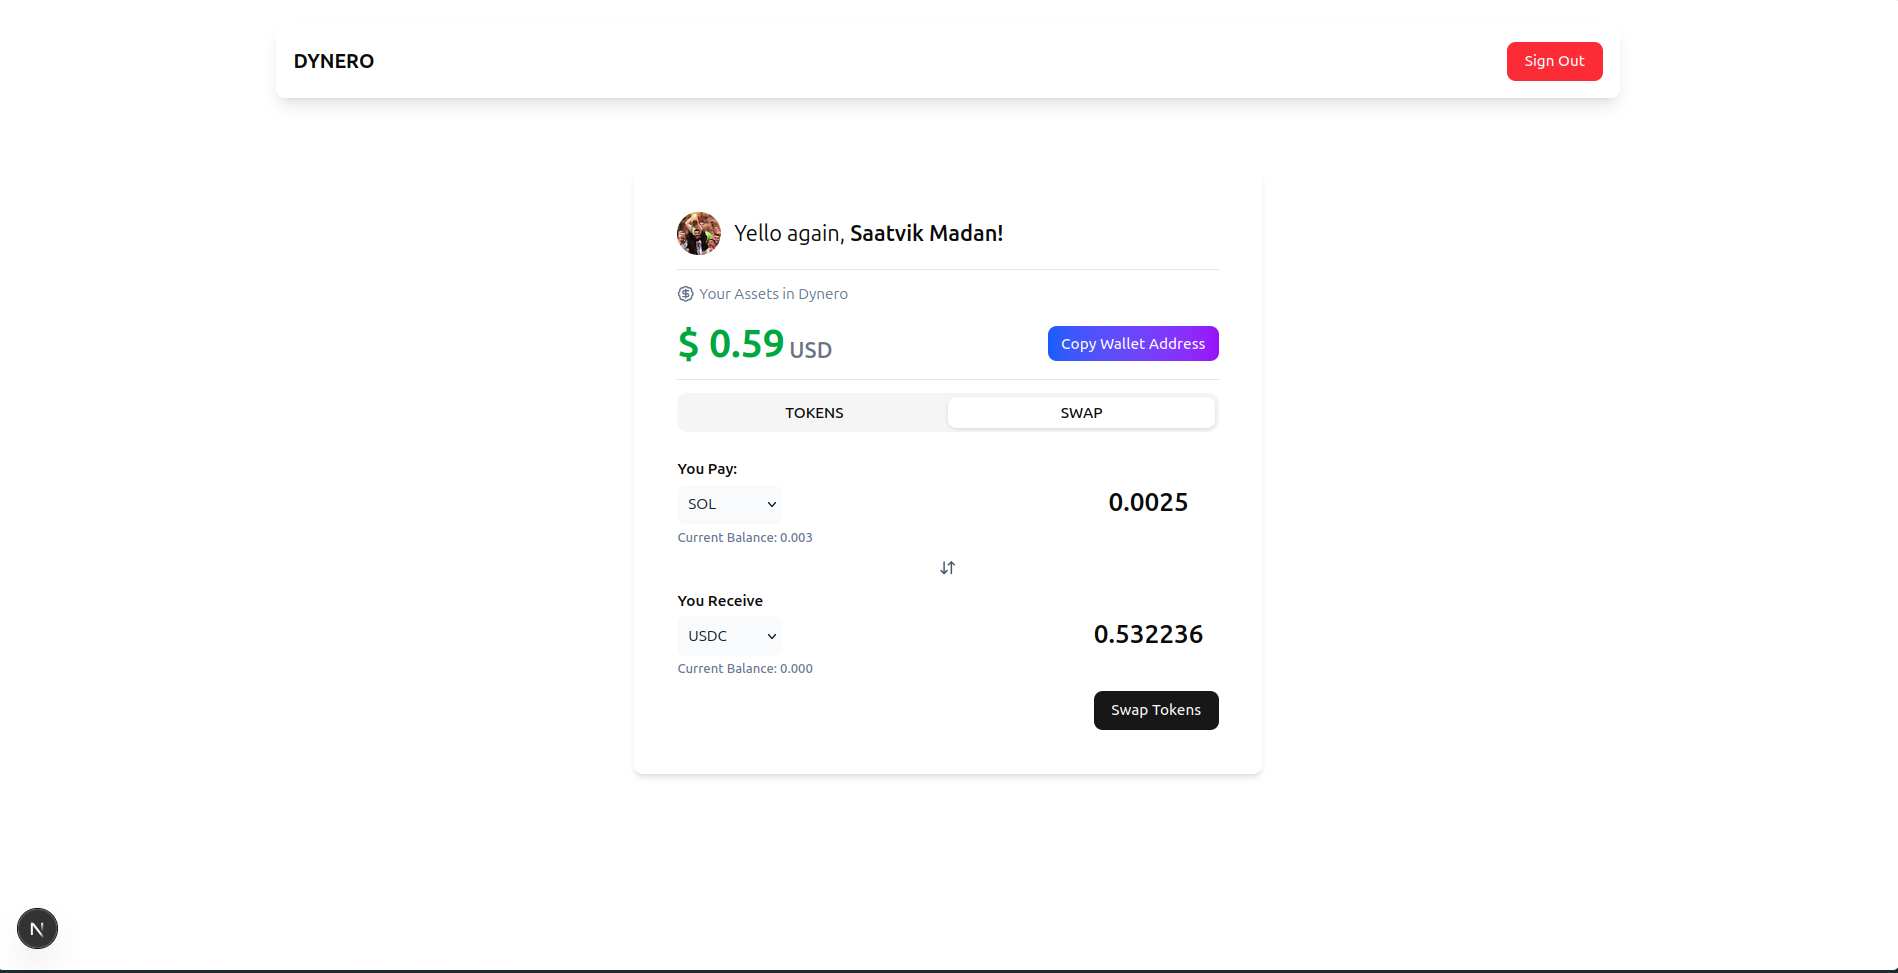 DYNERO
Sign Out
Yello again, Saatvik Madan!
Your Assets in Dynero
$ 0.59 USD
Copy Wallet Address
TOKENS
SWAP
You Pay:
SOL
0.0025
Current Balance: 0.003
You Receive
USDC
0.532236
Current Balance: 0.000
Swap Tokens
N